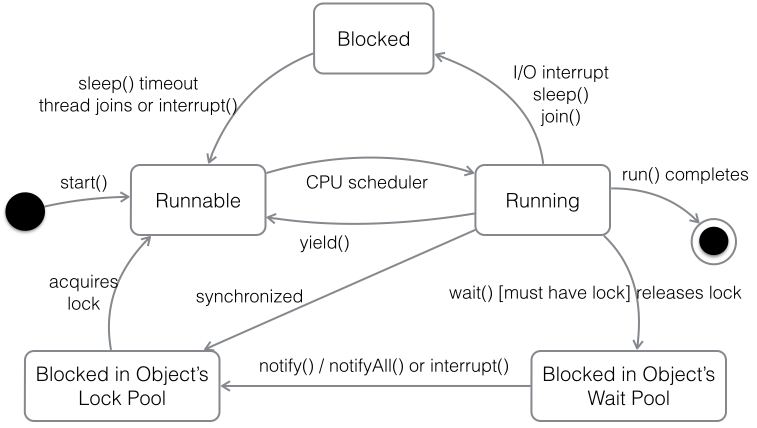 Blocked
sleep() timeout
thread joins or interrupt()
I/O interrupt
sleep()
join()
start()
Runnable
CPU scheduler
Running
run() completes
yield()
acquires
lock
synchronized
wait() [must have lock] releases lock
Blocked in Object’s
Lock Pool
notify() / notifyAll() or interrupt()
Blocked in Object’s
Wait Pool